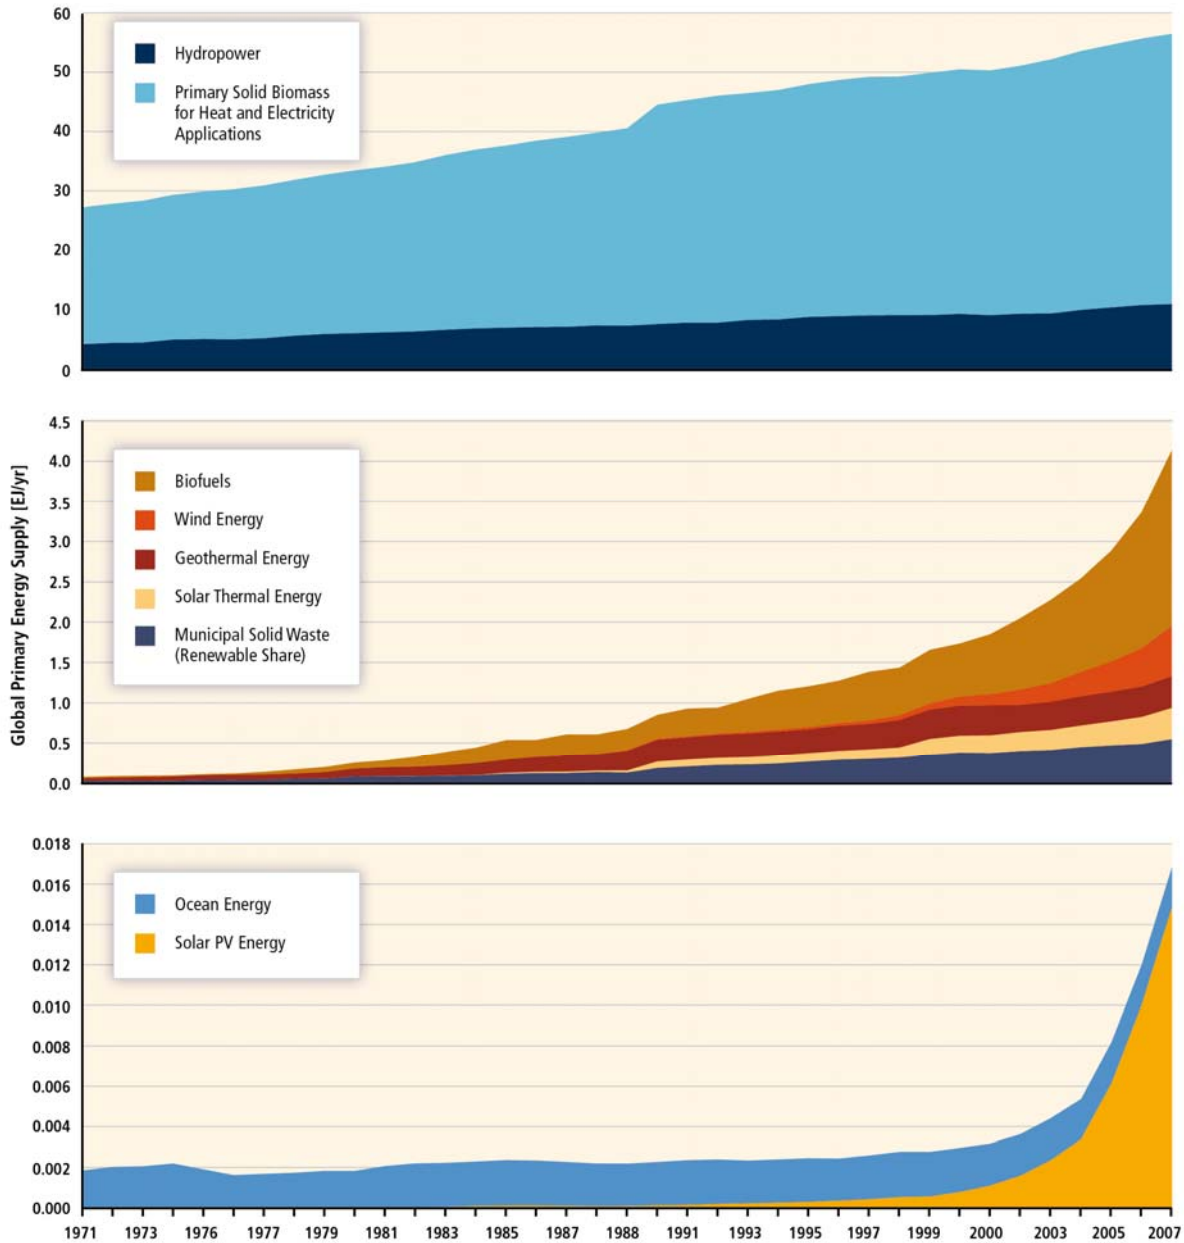 Global Primary Energy Supply [EJ/yr]
60
50
40
30
20
10
0
Hydropower
Primary Solid Biomass
for Heat and Electricity
Applications
4.5
4.0
3.5
3.0
2.5
2.0
1.5
1.0
0.5
0.0
Biofuels
Wind Energy
Geothermal Energy
Solar Thermal Energy
Municipal Solid Waste
(Renewable Share)
0.018
0.016
0.014
0.012
0.010
0.008
0.006
0.004
0.002
0.000
Ocean Energy
Solar PV Energy
1971 1973 1976 1977 1979 1981 1983 1985 1987 1988 1991 1993 1995 1997 1999 2000 2003 2005 2007